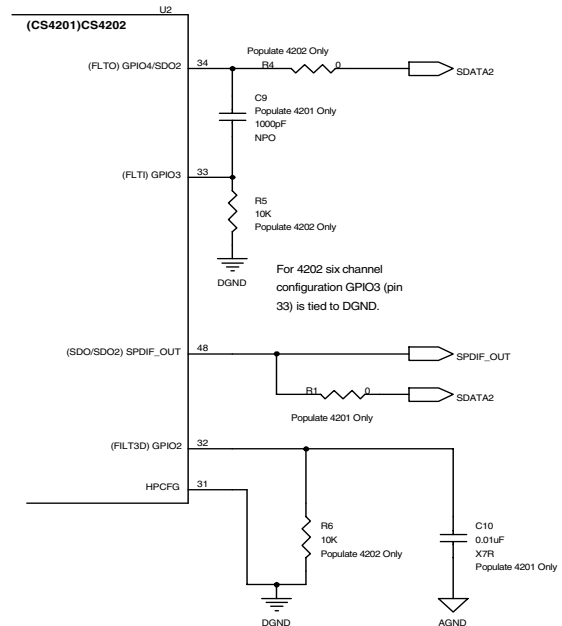 U2
(CS4201)CS4202
Populate 4202 Only
(FLTO) GPIO4/SDO2 34 R4 0 SDATA2
C9
Populate 4201 Only
1000pF
NPO
(FLTI) GPIO3 33
R5
10K
Populate 4202 Only
DGND
For 4202 six channel
configuration GPIO3 (pin
33) is tied to DGND.
(SDO/SDO2) SPDIF_OUT 48 SPDIF_OUT
R1 0 SDATA2
Populate 4201 Only
(FILT3D) GPIO2 32
HPCFG 31
R6
10K
Populate 4202 Only
C10
0.01uF
X7R
Populate 4201 Only
DGND
AGND